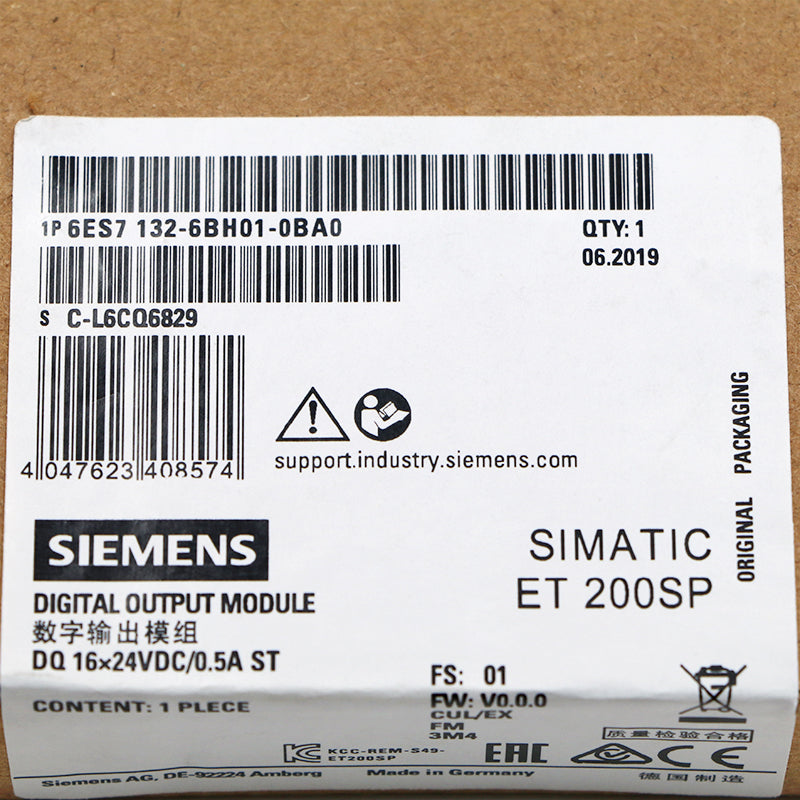 1P 6ES7 132-6BH01-0BA0
QTY: 1
06.2019
S C-L6CQ6829
4 047623 408574
support.industry.siemens.com
ORIGINAL PACKAGING
SIEMENS
SIMATIC
ET 200SP
DIGITAL OUTPUT MODULE
数字输出模组
DQ 16×24VDC/0.5A ST
CONTENT: 1 PLECE
FS: 01
FW: V0.0.0
CUL/EX
FM
3M4
质量检验合格
KCC-REM-S49-
ET200SP
EAC
CE
Siemens AG, DE-92224 Amberg
Made in Germany
德国制造